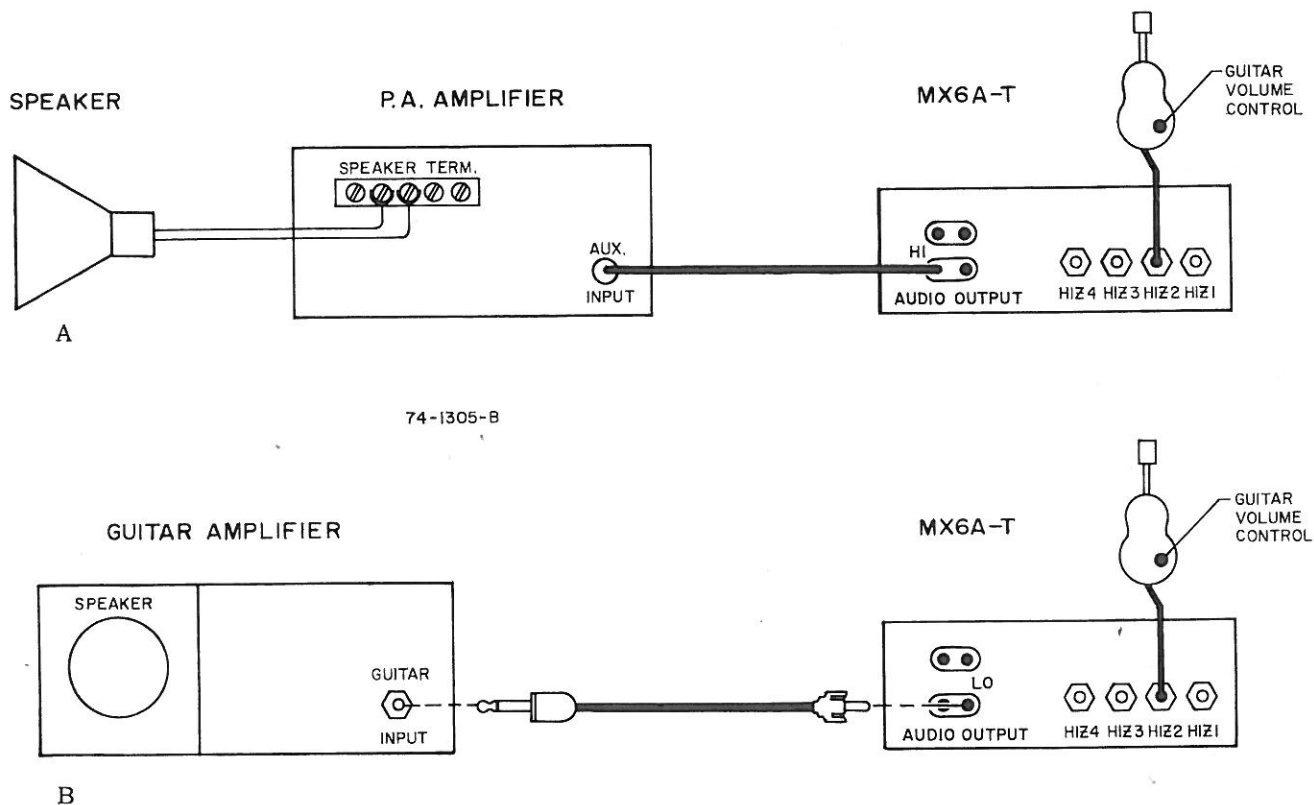 SPEAKER
P.A. AMPLIFIER
MX6A-T
GUITAR
VOLUME
CONTROL
SPEAKER TERM.
AUX.
INPUT
HI
AUDIO OUTPUT
HIZ4 HIZ3 HIZ2 HIZ1
A
74-1305-B
GUITAR AMPLIFIER
MX6A-T
GUITAR
VOLUME
CONTROL
SPEAKER
GUITAR
INPUT
LO
AUDIO OUTPUT
HIZ4 HIZ3 HIZ2 HIZ1
B